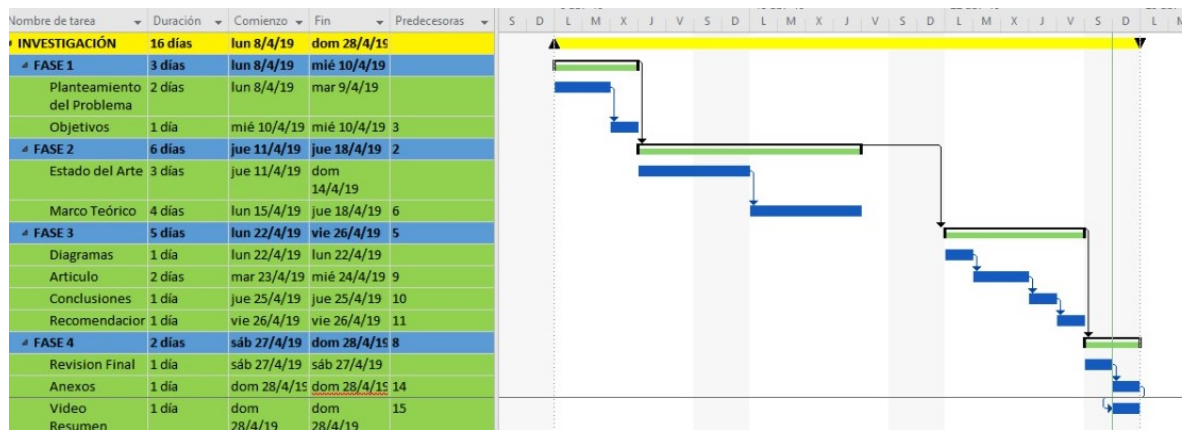 Nombre de tarea Duración Comienzo Fin Predecesoras S D L M X J V S D L M X J V S D L M X J V S D L M
INVESTIGACIÓN 16 días lun 8/4/19 dom 28/4/19
FASE 1 3 días lun 8/4/19 mié 10/4/19
Planteamiento 2 días lun 8/4/19 mar 9/4/19
del Problema
Objetivos 1 día mié 10/4/19 mié 10/4/19 3
FASE 2 6 días jue 11/4/19 jue 18/4/19 2
Estado del Arte 3 días jue 11/4/19 dom
14/4/19
Marco Teórico 4 días lun 15/4/19 jue 18/4/19 6
FASE 3 5 días lun 22/4/19 vie 26/4/19 5
Diagramas 1 día lun 22/4/19 lun 22/4/19
Articulo 2 días mar 23/4/19 mié 24/4/19 9
Conclusiones 1 día jue 25/4/19 jue 25/4/19 10
Recomendacior 1 día vie 26/4/19 vie 26/4/19 11
FASE 4 2 días sáb 27/4/19 dom 28/4/19 8
Revision Final 1 día sáb 27/4/19 sáb 27/4/19
Anexos 1 día dom 28/4/19 dom 28/4/19 14
Video 1 día dom dom 15
Resumen 28/4/19 28/4/19